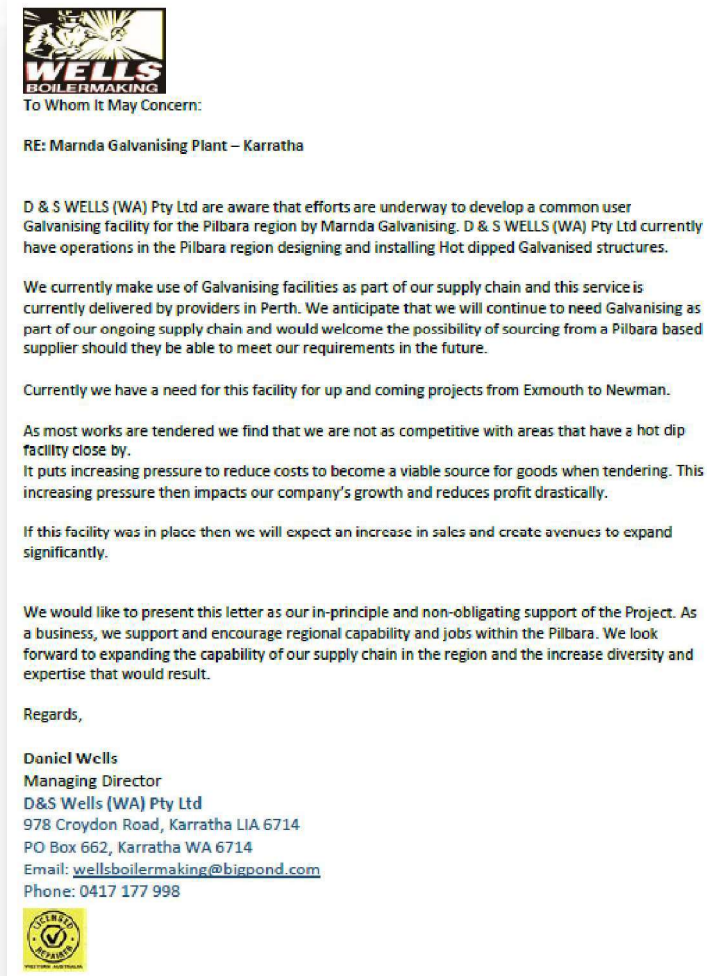 WELLS
BOILERMAKING
To Whom It May Concern:
RE: Marnda Galvanising Plant – Karratha
D & S WELLS (WA) Pty Ltd are aware that efforts are underway to develop a common user
Galvanising facility for the Pilbara region by Marnda Galvanising. D & S WELLS (WA) Pty Ltd currently
have operations in the Pilbara region designing and installing Hot dipped Galvanised structures.
We currently make use of Galvanising facilities as part of our supply chain and this service is
currently delivered by providers in Perth. We anticipate that we will continue to need Galvanising as
part of our ongoing supply chain and would welcome the possibility of sourcing from a Pilbara based
supplier should they be able to meet our requirements in the future.
Currently we have a need for this facility for up and coming projects from Exmouth to Newman.
As most works are tendered we find that we are not as competitive with areas that have a hot dip
facility close by.
It puts increasing pressure to reduce costs to become a viable source for goods when tendering. This
increasing pressure then impacts our company's growth and reduces profit drastically.
If this facility was in place then we will expect an increase in sales and create avenues to expand
significantly.
We would like to present this letter as our in-principle and non-obligating support of the Project. As
a business, we support and encourage regional capability and jobs within the Pilbara. We look
forward to expanding the capability of our supply chain in the region and the increase diversity and
expertise that would result.
Regards,
Daniel Wells
Managing Director
D&S Wells (WA) Pty Ltd
978 Croydon Road, Karratha LIA 6714
PO Box 662, Karratha WA 6714
Email: wellsboilermaking@bigpond.com
Phone: 0417 177 998
LICENSED
REPAIRER
WESTERN AUSTRALIA